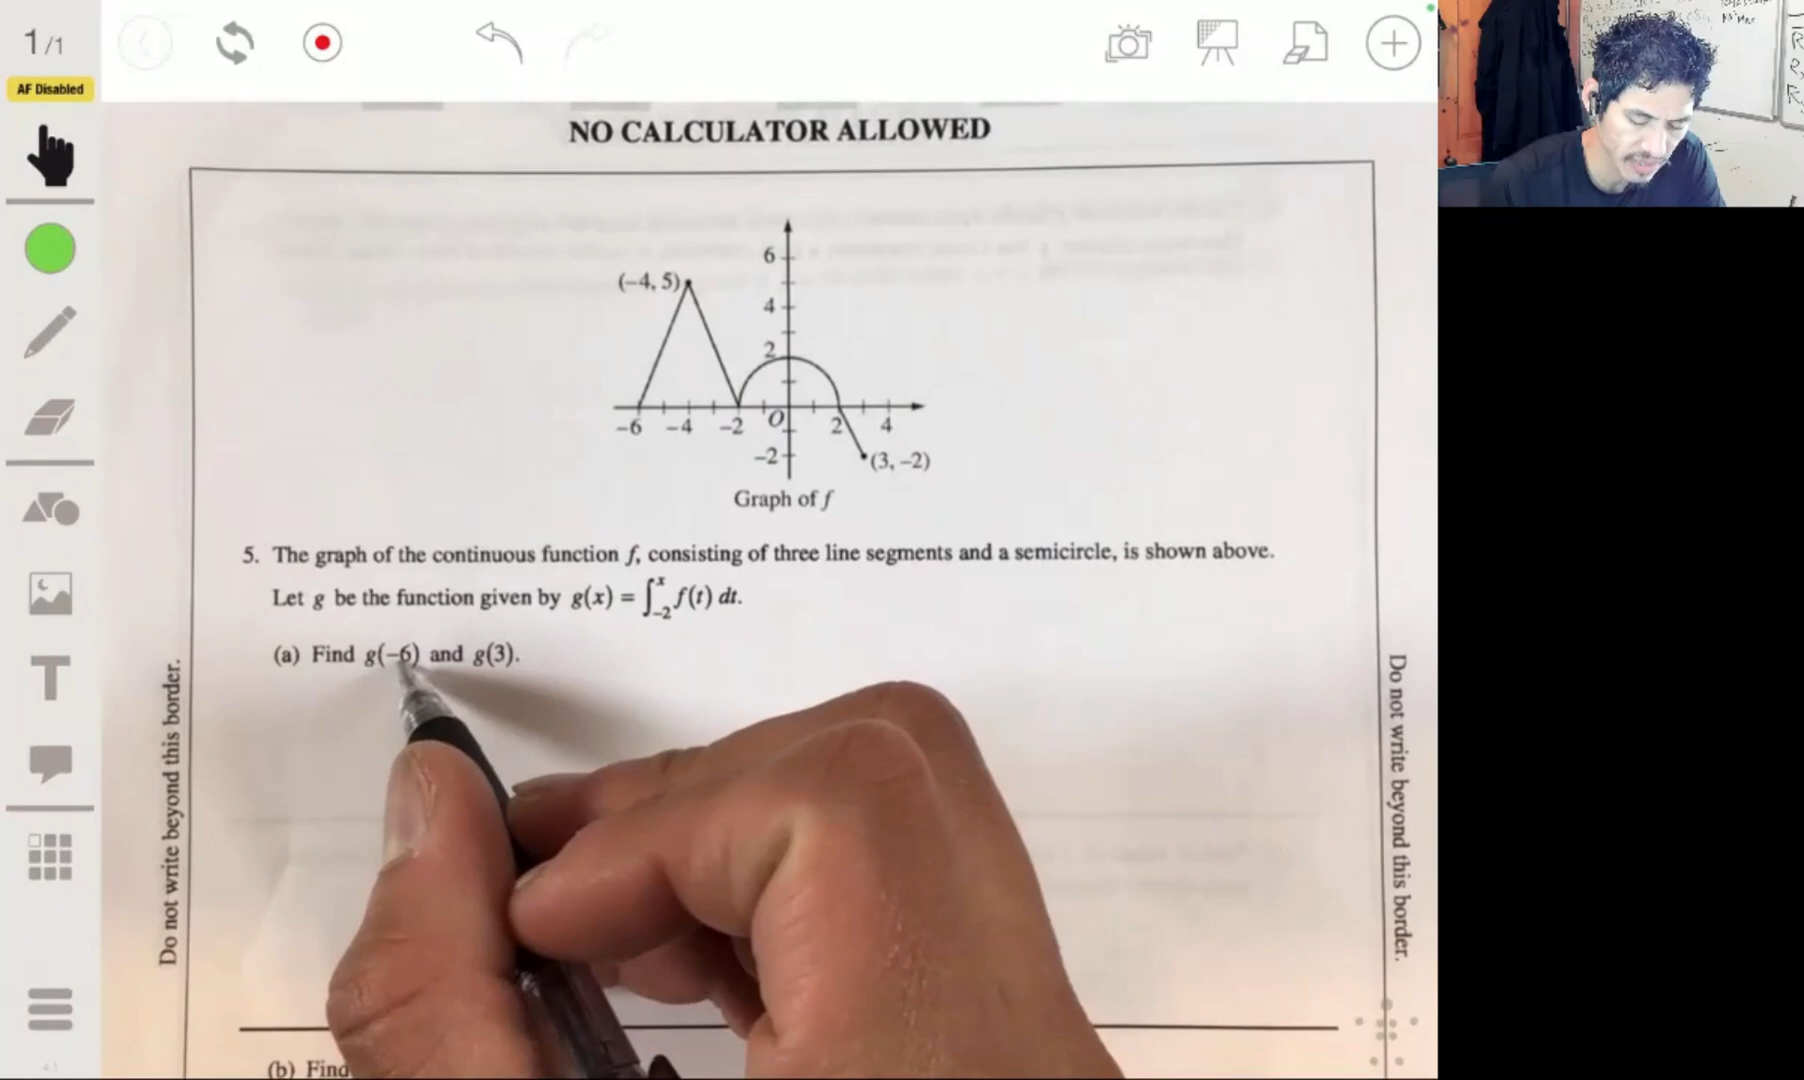 1/1
AF Disabled
NO CALCULATOR ALLOWED
(−4, 5)
6
4
2
−6 −4 −2 O 2 4
−2
(3, −2)
Graph of f
5. The graph of the continuous function f, consisting of three line segments and a semicircle, is shown above.
Let g be the function given by g(x) = ∫_{−2}^{x} f(t) dt.
(a) Find g(−6) and g(3).
(b) Find
Do not write beyond this border.
Do not write beyond this border.
T